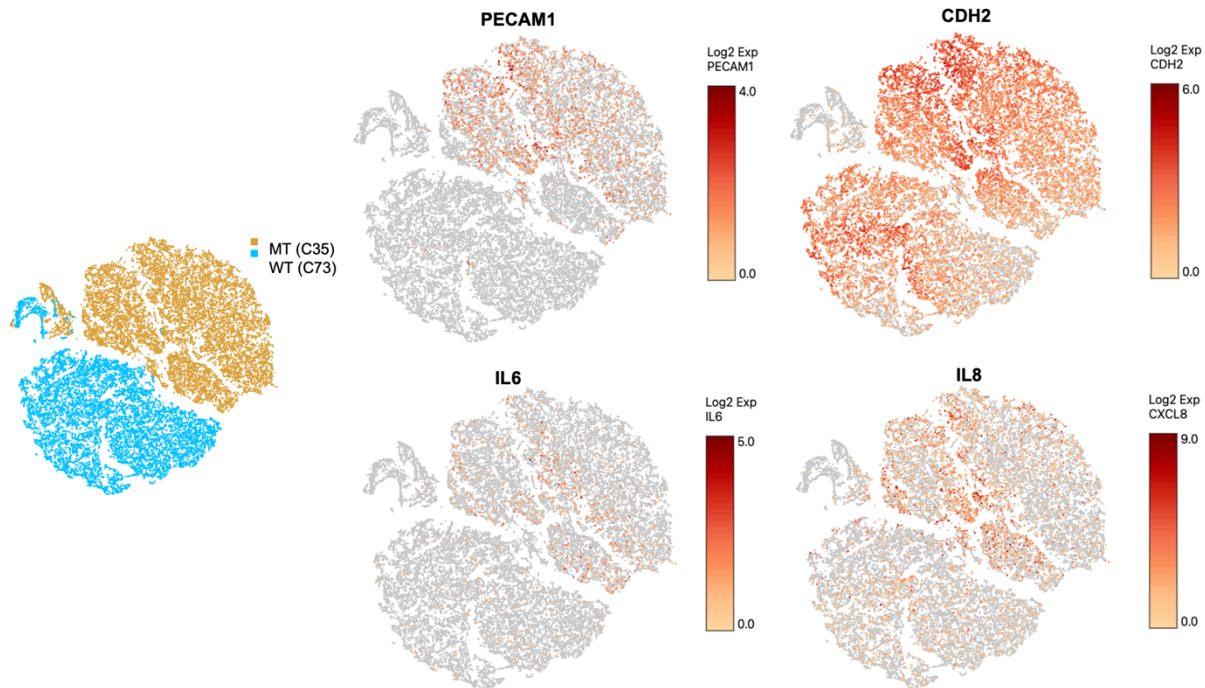 MT (C35)
WT (C73)
PECAM1
Log2 Exp
PECAM1
4.0
0.0
CDH2
Log2 Exp
CDH2
6.0
0.0
IL6
Log2 Exp
IL6
5.0
0.0
IL8
Log2 Exp
CXCL8
9.0
0.0